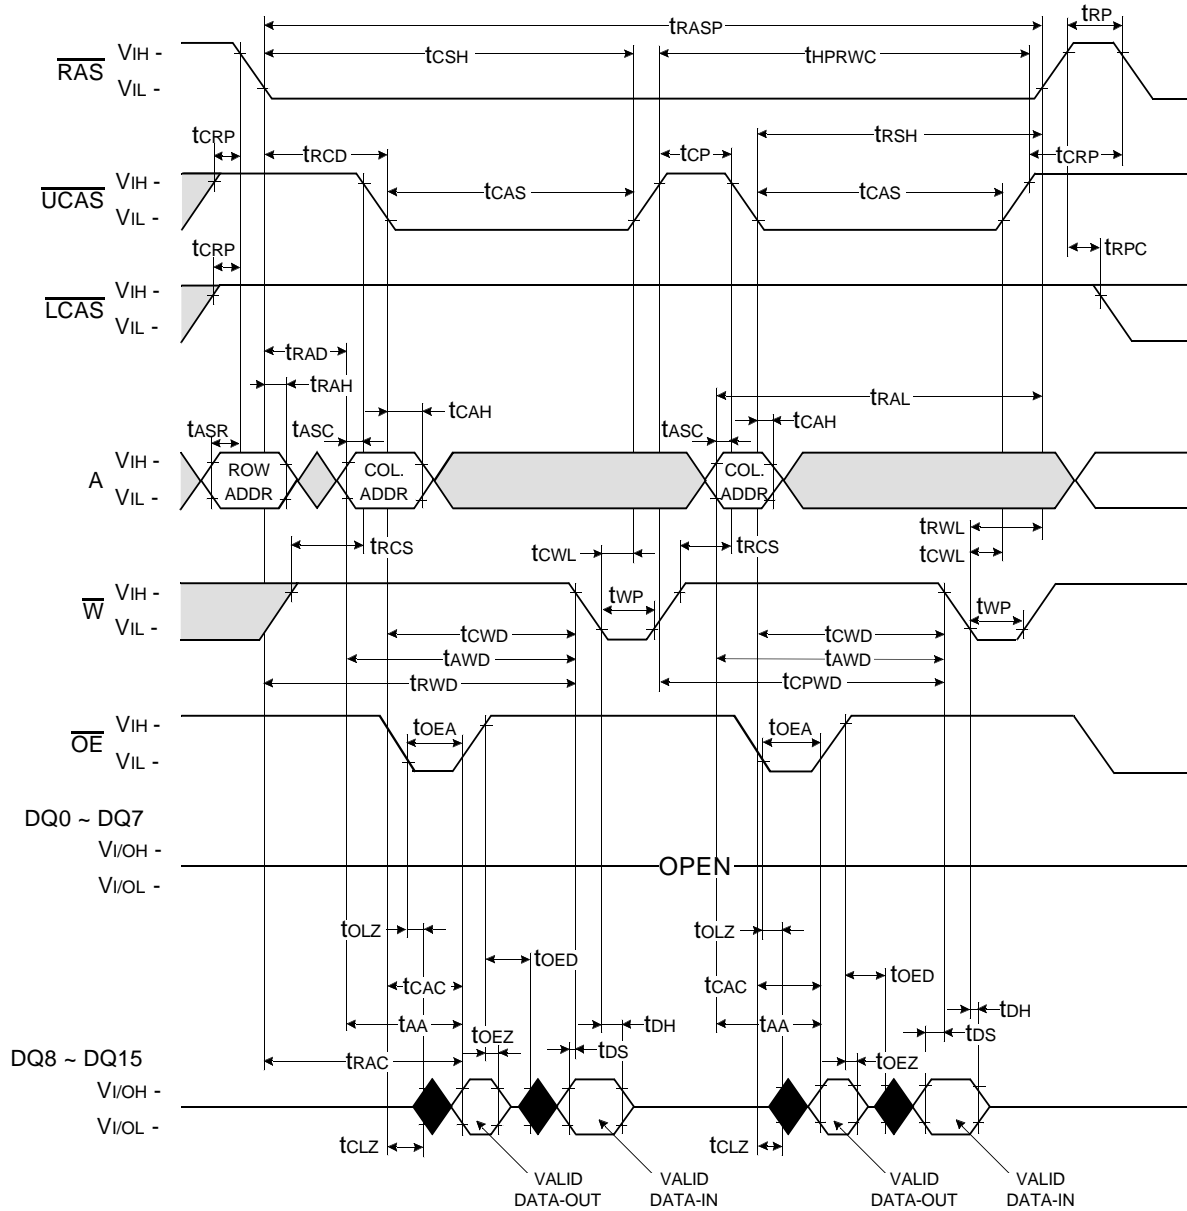 tRASP
tRP
tCSH
tHPRWC
RAS
VIH -
VIL -
tCRP
tRCD
tCP
tRSH
tCRP
UCAS
VIH -
VIL -
tCAS
tCAS
tCRP
tRPC
LCAS
VIH -
VIL -
tRAD
tRAH
tCAH
tRAL
tCAH
tASR
tASC
tASC
A
VIH -
VIL -
ROW
ADDR
COL.
ADDR
COL.
ADDR
tRWL
tRCS
tCWL
tRCS
tCWL
W
VIH -
VIL -
tWP
tWP
tCWD
tCWD
tAWD
tAWD
tRWD
tCPWD
OE
VIH -
VIL -
tOEA
tOEA
DQ0 ~ DQ7
VI/OH -
VI/OL -
OPEN
tOLZ
tOLZ
tOED
tOED
tCAC
tCAC
tAA
tOEZ
tDH
tAA
tDH
tRAC
tDS
tOEZ
tDS
DQ8 ~ DQ15
VI/OH -
VI/OL -
tCLZ
tCLZ
VALID
DATA-OUT
VALID
DATA-IN
VALID
DATA-OUT
VALID
DATA-IN